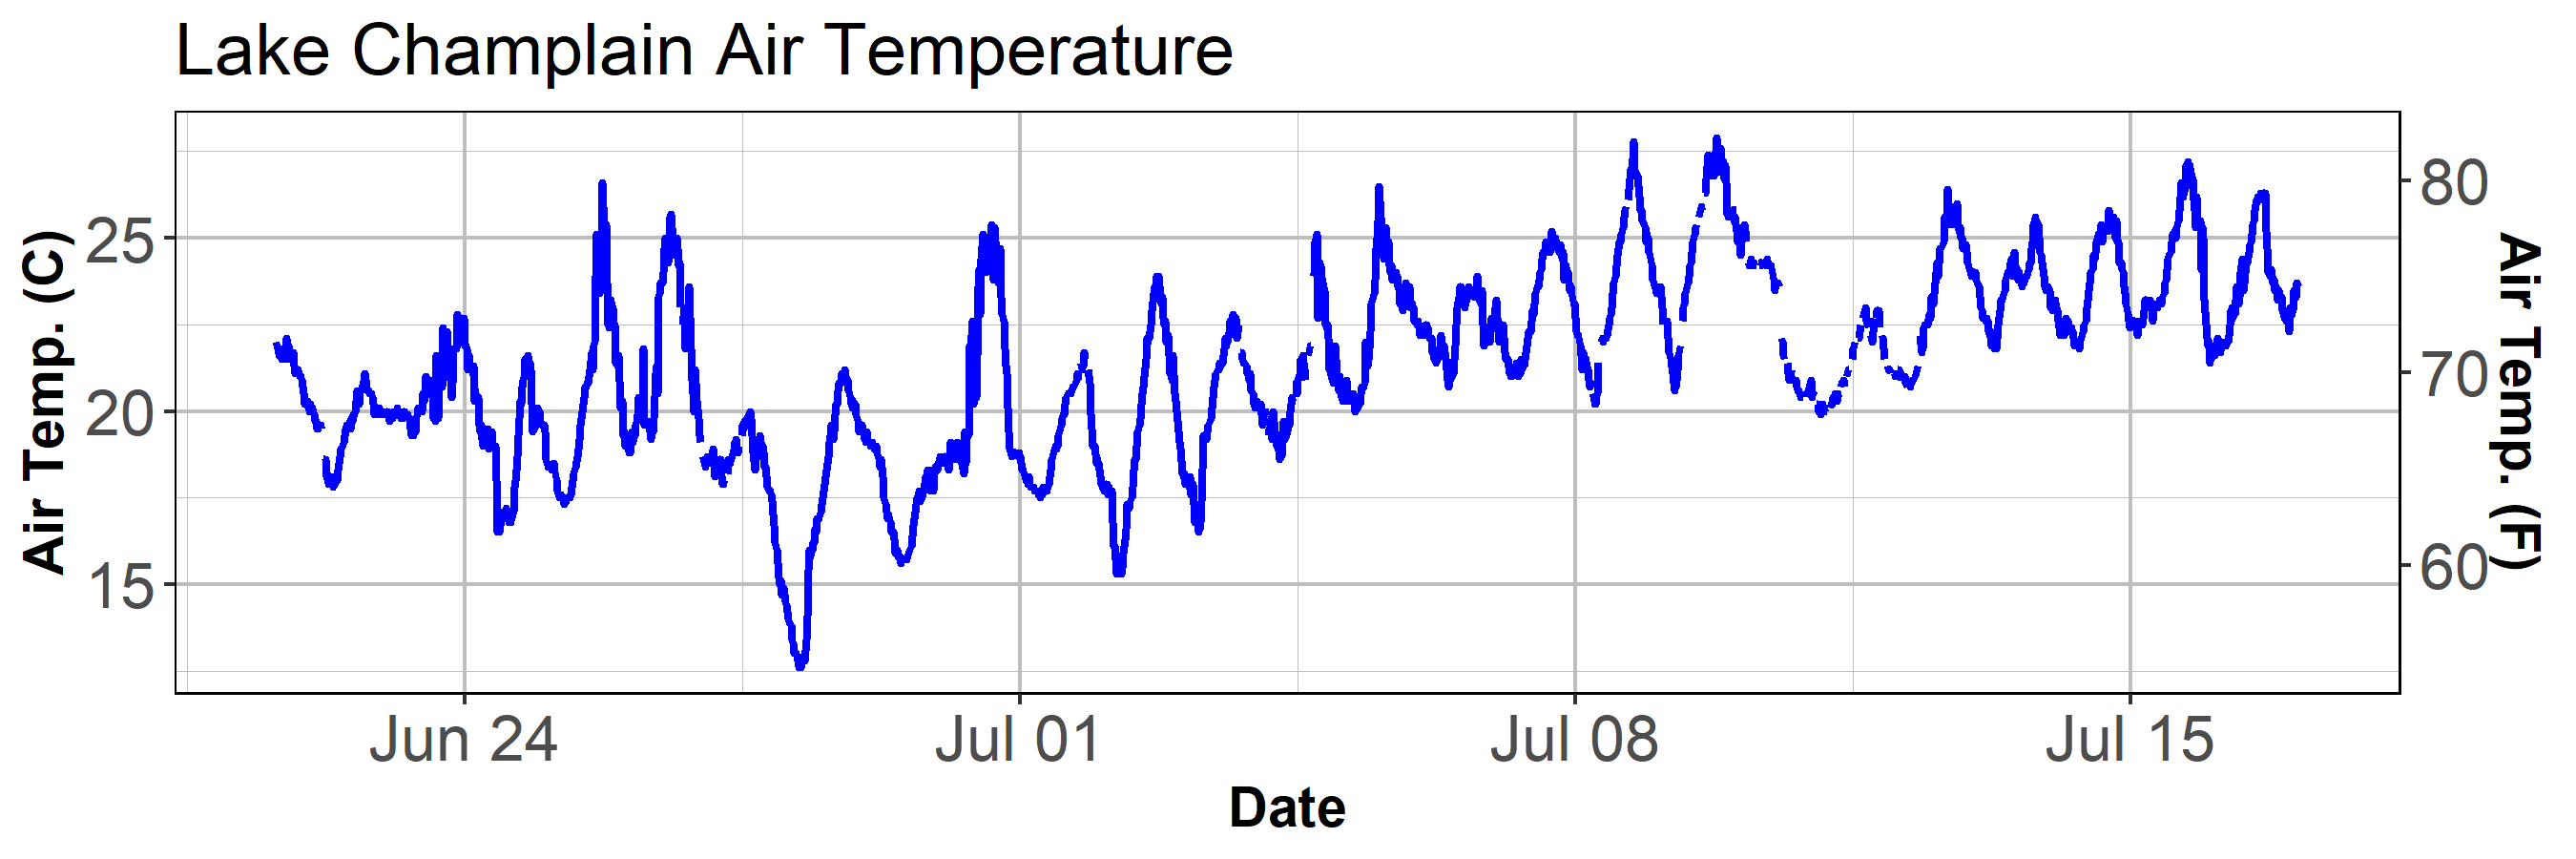 Lake Champlain Air Temperature
Air Temp. (C)
25
20
15
80
70
60
Air Temp. (F)
Jun 24
Jul 01
Jul 08
Jul 15
Date